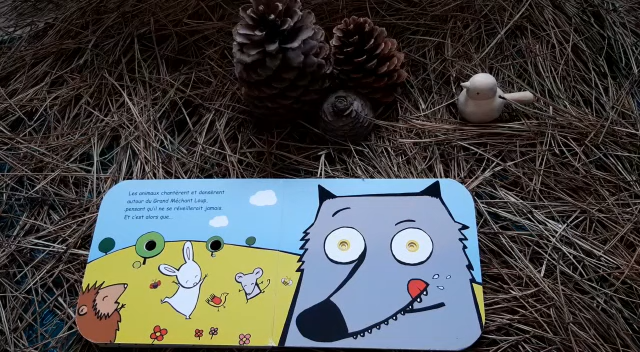 Les animaux chantèrent et dansèrent
autour du Grand Méchant Loup,
pensant qu'il ne se réveillerait jamais.
Et c'est alors que...